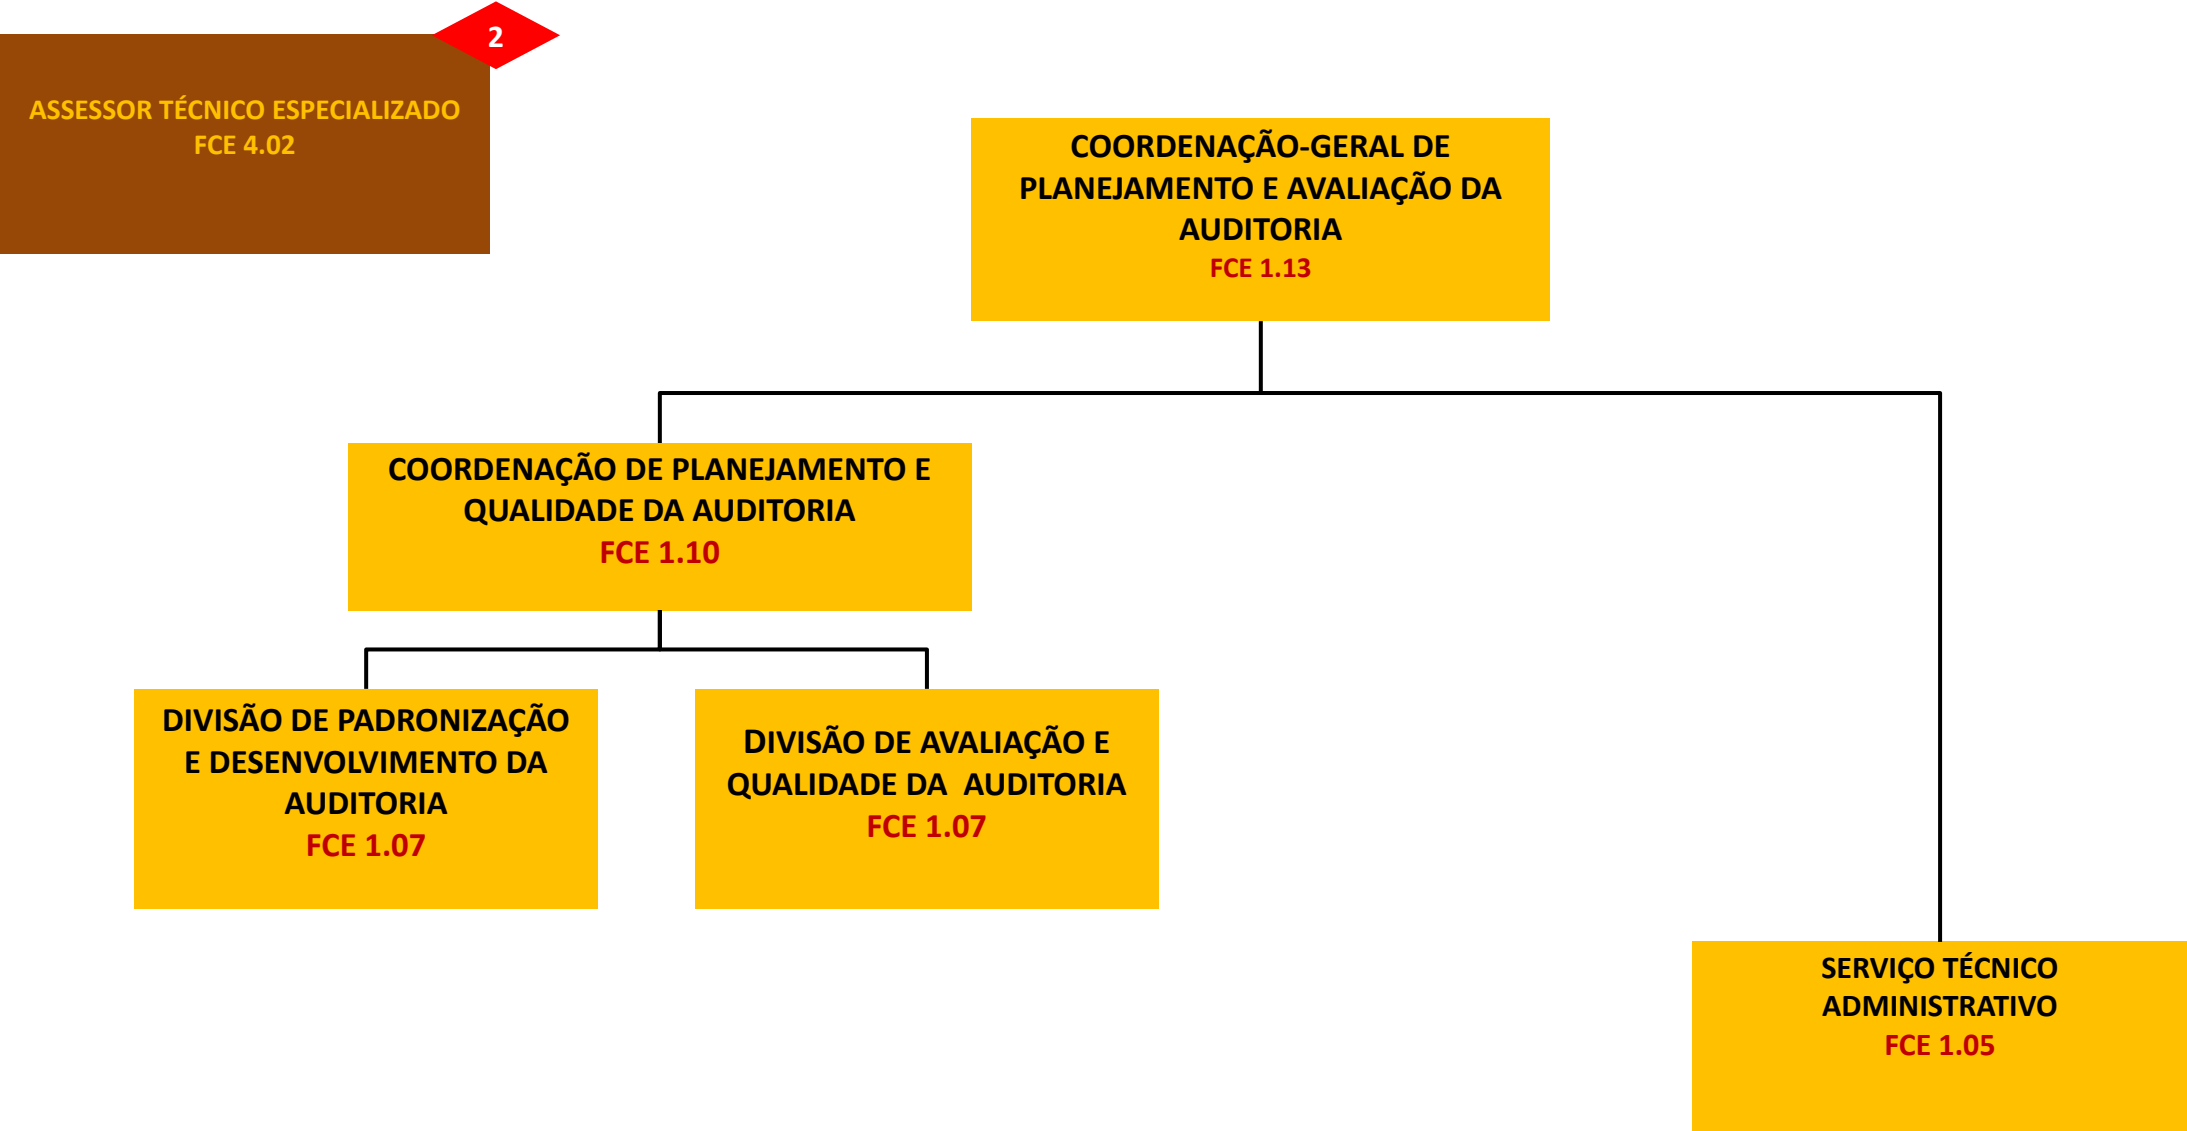 2
ASSESSOR TÉCNICO ESPECIALIZADO
FCE 4.02
COORDENAÇÃO-GERAL DE
PLANEJAMENTO E AVALIAÇÃO DA
AUDITORIA
FCE 1.13
COORDENAÇÃO DE PLANEJAMENTO E
QUALIDADE DA AUDITORIA
FCE 1.10
DIVISÃO DE PADRONIZAÇÃO
E DESENVOLVIMENTO DA
AUDITORIA
FCE 1.07
DIVISÃO DE AVALIAÇÃO E
QUALIDADE DA  AUDITORIA
FCE 1.07
SERVIÇO TÉCNICO
ADMINISTRATIVO
FCE 1.05